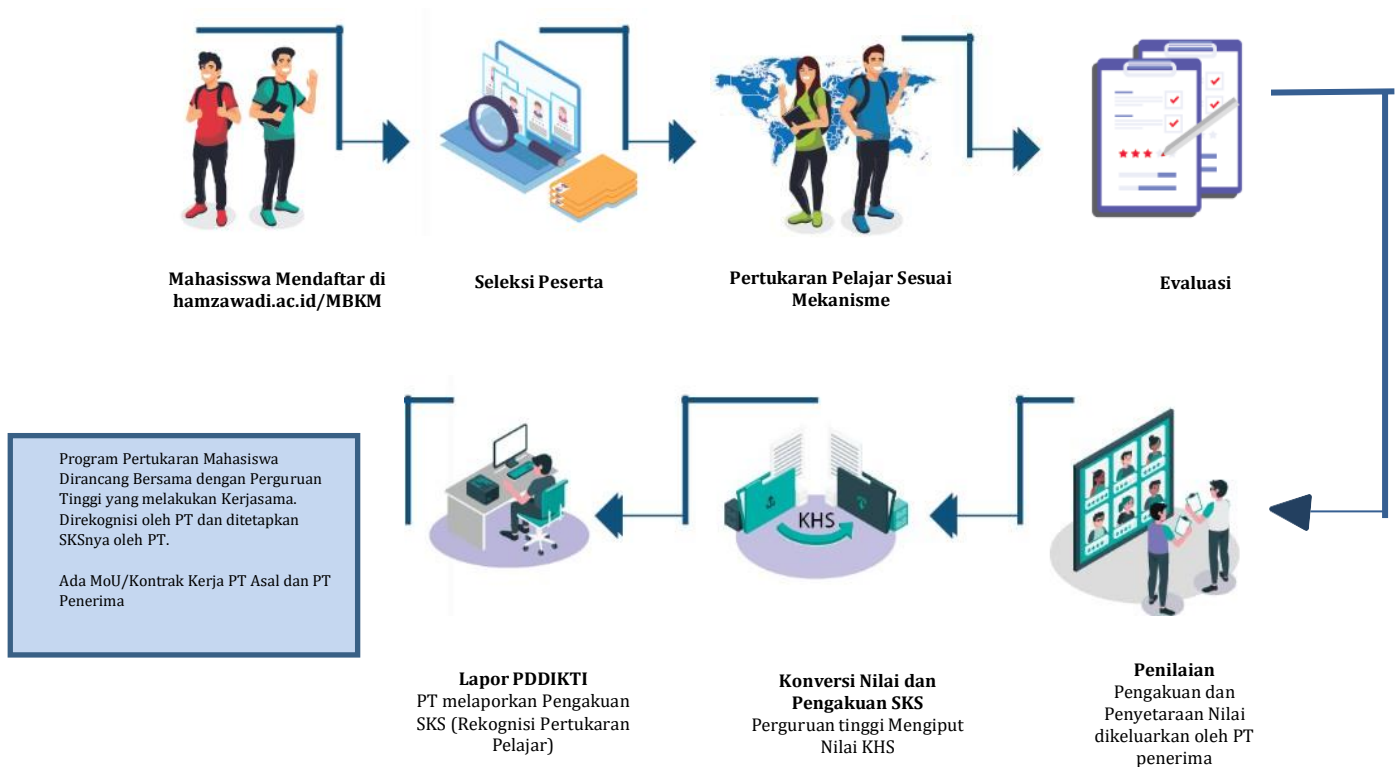 Mahasisswa Mendaftar di
hamzawadi.ac.id/MBKM
Seleksi Peserta
Pertukaran Pelajar Sesuai
Mekanisme
Evaluasi
Program Pertukaran Mahasiswa
Dirancang Bersama dengan Perguruan
Tinggi yang melakukan Kerjasama.
Direkognisi oleh PT dan ditetapkan
SKSnya oleh PT.
Ada MoU/Kontrak Kerja PT Asal dan PT
Penerima
KHS
Lapor PDDIKTI
PT melaporkan Pengakuan
SKS (Rekognisi Pertukaran
Pelajar)
Konversi Nilai dan
Pengakuan SKS
Perguruan tinggi Mengiput
Nilai KHS
Penilaian
Pengakuan dan
Penyetaraan Nilai
dikeluarkan oleh PT
penerima